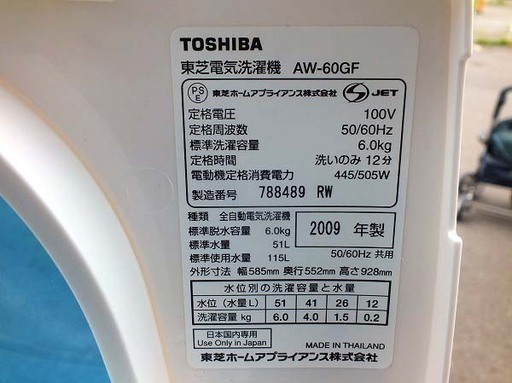 TOSHIBA
東芝電気洗濯機 AW-60GF
PS E 東芝ホームアプライアンス株式会社 S JET
定格電圧 100V
定格周波数 50/60Hz
標準洗濯容量 6.0kg
定格時間 洗いのみ 12分
電動機定格消費電力 445/505W
製造番号 788489 RW
種類 全自動電気洗濯機
標準脱水容量 6.0kg
標準水量 51L
標準使用水量 115L
2009 年製
50/60Hz 共用
外形寸法 幅585mm 奥行552mm 高さ928mm
水位別の洗濯容量と水量
水位(水量L) 51 41 26 12
洗濯容量 kg 6.0 4.0 1.5 0.2
日本国内専用
Use Only in Japan
MADE IN THAILAND
東芝ホームアプライアンス株式会社